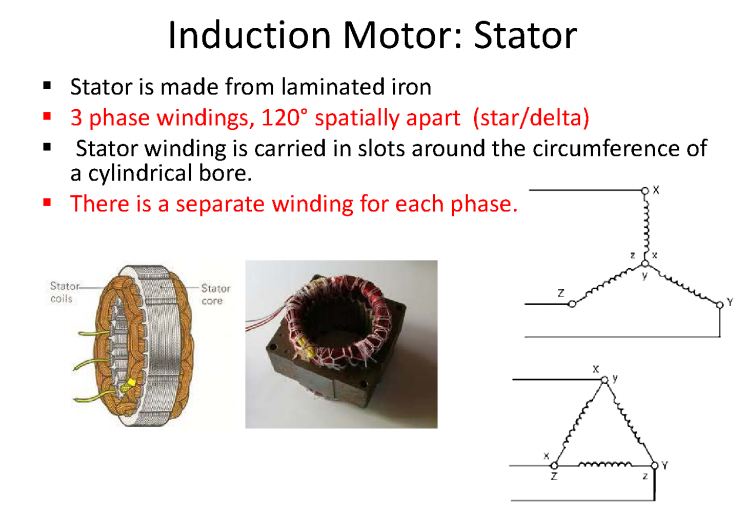 Induction Motor: Stator
▪ Stator is made from laminated iron
▪ 3 phase windings, 120° spatially apart (star/delta)
▪ Stator winding is carried in slots around the circumference of
a cylindrical bore.
▪ There is a separate winding for each phase.
X
z x
y
Z
Y
Stator
coils
Stator
core
X
y
x
Z
z
Y